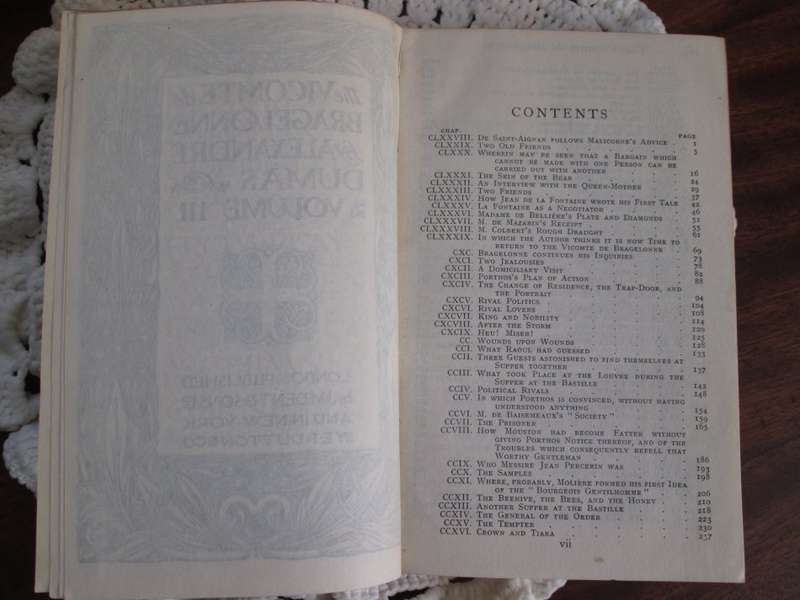 The VICOMTE de
BRAGELONNE
by ALEX.
DUMAS
VOLUME III
LONDON: PUBLISHED
AND IN NEW YORK
CONTENTS
CHAP. PAGE
CLXXVIII. De Saint-Aignan follows Malicorne's Advice . 1
CLXXIX. Two Old Friends . . . . . . 5
CLXXX. Wherein may be seen that a Bargain which
cannot be made with one Person can be
carried out with another . . . . 16
CLXXXI. The Skin of the Bear . . . . . 24
CLXXXII. An Interview with the Queen-Mother . . 29
CLXXXIII. Two Friends . . . . . . 37
CLXXXIV. How Jean de la Fontaine wrote his First Tale . 42
CLXXXV. La Fontaine as a Negotiator . . . . 46
CLXXXVI. Madame de Bellière's Plate and Diamonds . 52
CLXXXVII. M. de Mazarin's Receipt . . . . 55
CLXXXVIII. M. Colbert's Rough Draught . . . . 61
CLXXXIX. In which the Author thinks it is now Time to
return to the Vicomte de Bragelonne . . 69
CXC. Bragelonne continues his Inquiries . . 73
CXCI. Two Jealousies . . . . . . 78
CXCII. A Domiciliary Visit . . . . . 82
CXCIII. Porthos's Plan of Action . . . . 88
CXCIV. The Change of Residence, the Trap-Door, and
the Portrait . . . . . . 94
CXCV. Rival Politics . . . . . . 104
CXCVI. Rival Lovers . . . . . . 108
CXCVII. King and Nobility . . . . . 114
CXCVIII. After the Storm . . . . . . 120
CXCIX. Heu! Miser! . . . . . . 125
CC. Wounds upon Wounds . . . . . 128
CCI. What Raoul had guessed . . . . 133
CCII. Three Guests astonished to find themselves at
Supper together . . . . . 137
CCIII. What took Place at the Louvre during the
Supper at the Bastille . . . . 142
CCIV. Political Rivals . . . . . . 148
CCV. In which Porthos is convinced, without having
understood anything . . . . . 154
CCVI. M. de Baisemeaux's "Society" . . . . 159
CCVII. The Prisoner . . . . . . 165
CCVIII. How Mouston had become Fatter without
giving Porthos Notice thereof, and of
the Troubles which consequently befell that
Worthy Gentleman . . . . . 186
CCIX. Who Messire Jean Percerin was . . . 193
CCX. The Samples . . . . . . 198
CCXI. Where, probably, Molière formed his first Idea
of the "Bourgeois Gentilhomme" . . . 206
CCXII. The Beehive, the Bees, and the Honey . . 210
CCXIII. Another Supper at the Bastille . . . 218
CCXIV. The General of the Order . . . . 223
CCXV. The Tempter . . . . . . 230
CCXVI. Crown and Tiara . . . . . 237
vii